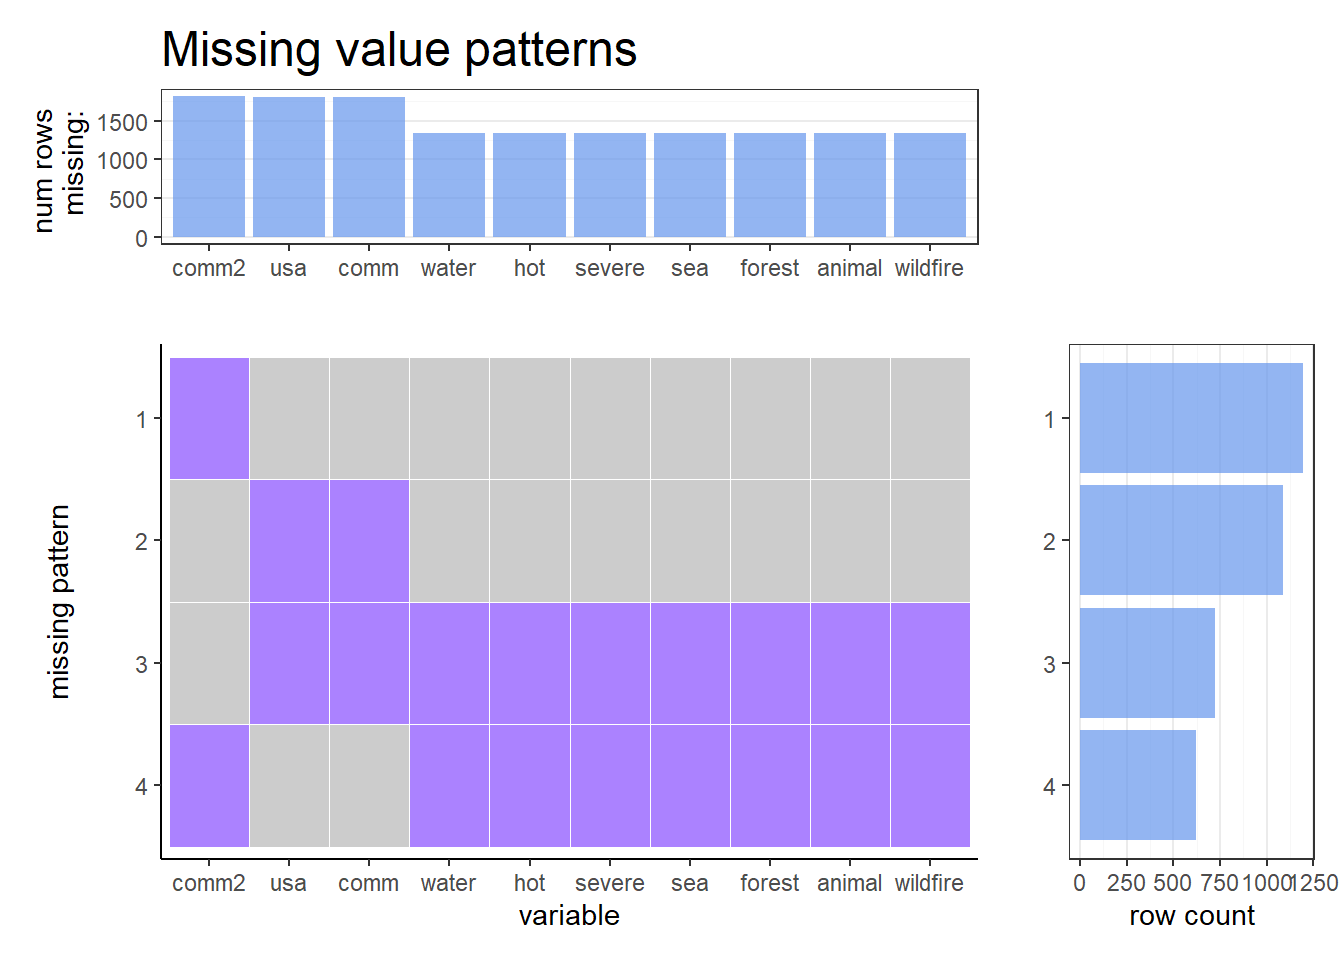 Missing value patterns
num rows
missing:
1500
1000
500
0
comm2 usa comm water hot severe sea forest animal wildfire
missing pattern
1
2
3
4
comm2 usa comm water hot severe sea forest animal wildfire
variable
1
2
3
4
0 250 500 750 1000 1250
row count